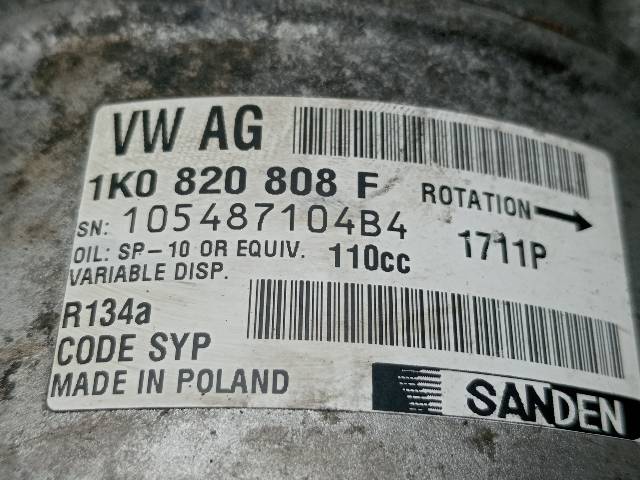 VW AG
1K0 820 808 F
ROTATION
SN: 105487104B4
1711P
OIL: SP-10 OR EQUIV. 110cc
VARIABLE DISP.
R134a
CODE SYP
MADE IN POLAND
SANDEN